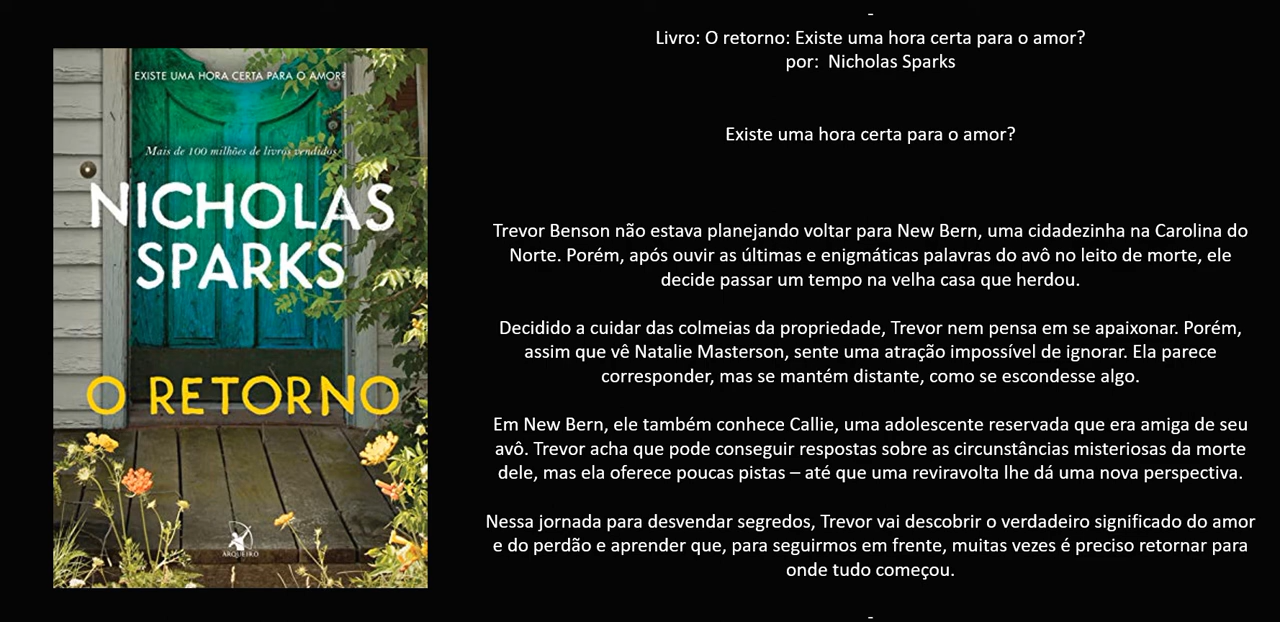 EXISTE UMA HORA CERTA PARA O AMOR?
Mais de 100 milhões de livros vendidos
NICHOLAS
SPARKS
O RETORNO
ARQUEIRO
-
Livro: O retorno: Existe uma hora certa para o amor?
por: Nicholas Sparks
Existe uma hora certa para o amor?
Trevor Benson não estava planejando voltar para New Bern, uma cidadezinha na Carolina do
Norte. Porém, após ouvir as últimas e enigmáticas palavras do avô no leito de morte, ele
decide passar um tempo na velha casa que herdou.
Decidido a cuidar das colmeias da propriedade, Trevor nem pensa em se apaixonar. Porém,
assim que vê Natalie Masterson, sente uma atração impossível de ignorar. Ela parece
corresponder, mas se mantém distante, como se escondesse algo.
Em New Bern, ele também conhece Callie, uma adolescente reservada que era amiga de seu
avô. Trevor acha que pode conseguir respostas sobre as circunstâncias misteriosas da morte
dele, mas ela oferece poucas pistas – até que uma reviravolta lhe dá uma nova perspectiva.
Nessa jornada para desvendar segredos, Trevor vai descobrir o verdadeiro significado do amor
e do perdão e aprender que, para seguirmos em frente, muitas vezes é preciso retornar para
onde tudo começou.
-